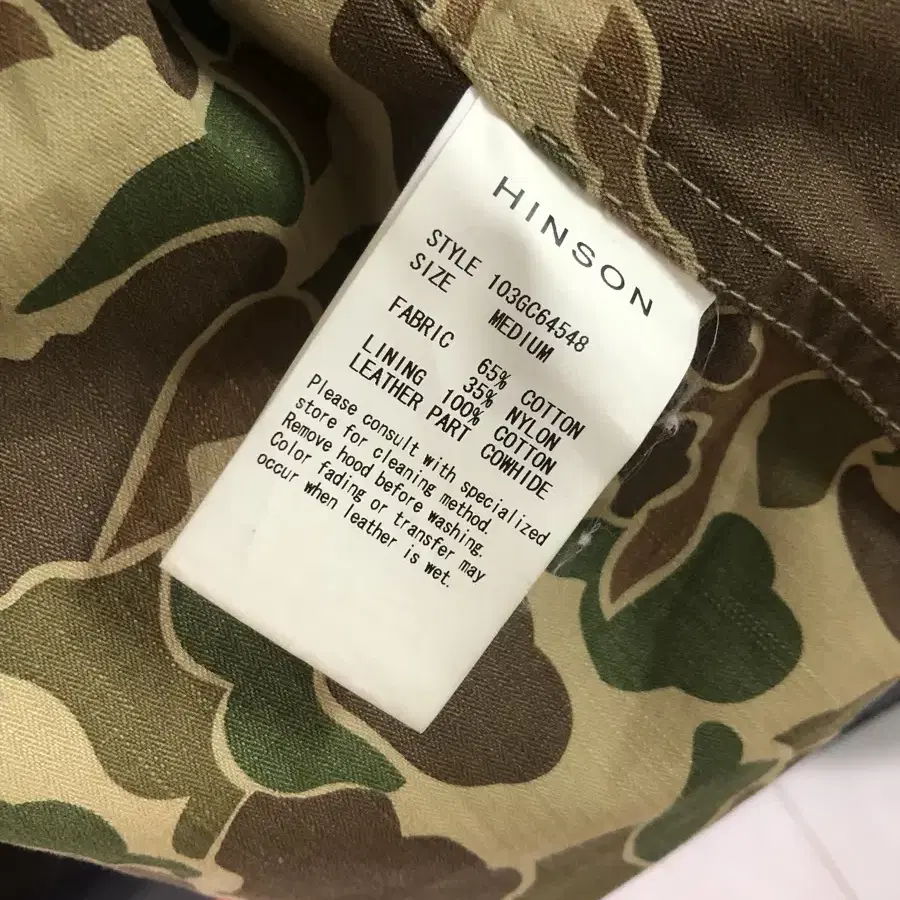 HINSON
STYLE 103GC64548
SIZE MEDIUM
FABRIC 65% COTTON
35% NYLON
LINING 100% COTTON
LEATHER PART COWHIDE
Please consult with specialized
store for cleaning method.
Remove hood before washing.
Color fading or transfer may
occur when leather is wet.